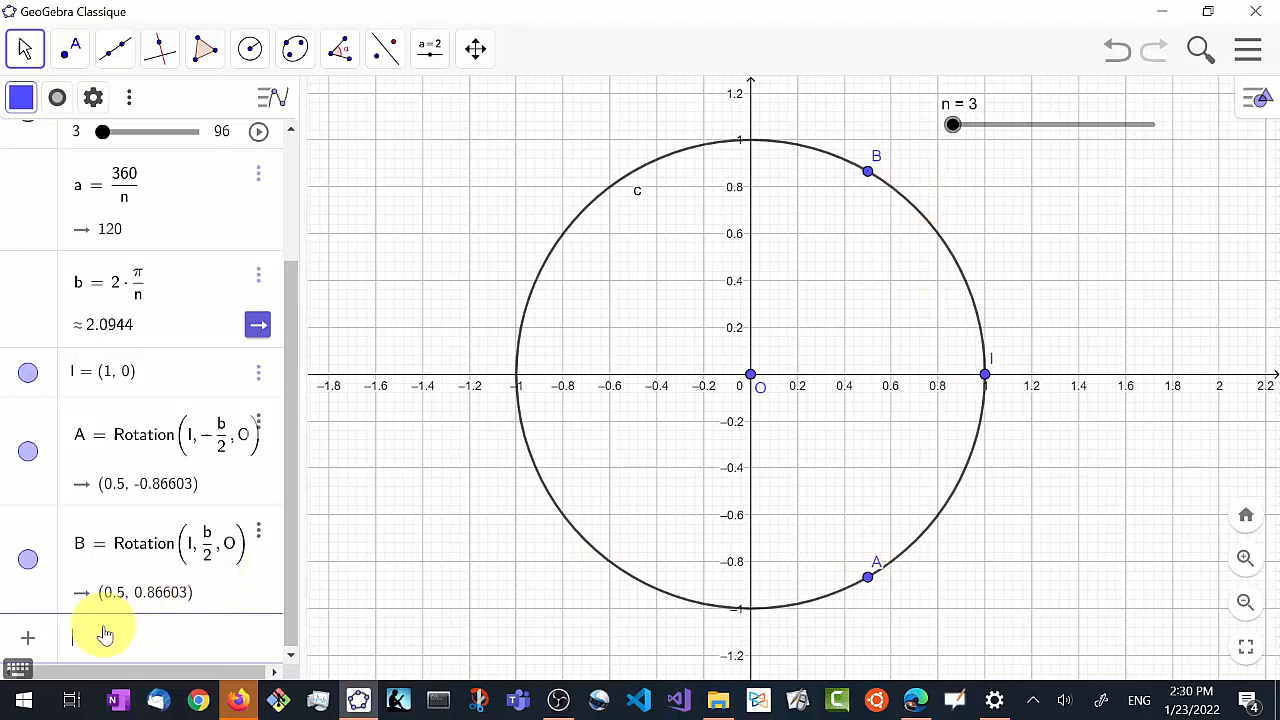 GeoGebra Classique
A
α
a = 2
3 96
a = 360/n
→ 120
b = 2 · π/n
≈ 2.0944
I = (1, 0)
A = Rotation(I, −b/2, O)
→ (0.5, -0.86603)
B = Rotation(I, b/2, O)
→ (0.5, 0.86603)
n = 3
1.2
1
0.8
0.6
0.4
0.2
B
c
I
O
A
−1.8 −1.6 −1.4 −1.2 −1 −0.8 −0.6 −0.4 −0.2 0 0.2 0.4 0.6 0.8 1 1.2 1.4 1.6 1.8 2 2.2
−0.2
−0.4
−0.6
−0.8
−1
−1.2
ENG
2:30 PM
1/23/2022
4